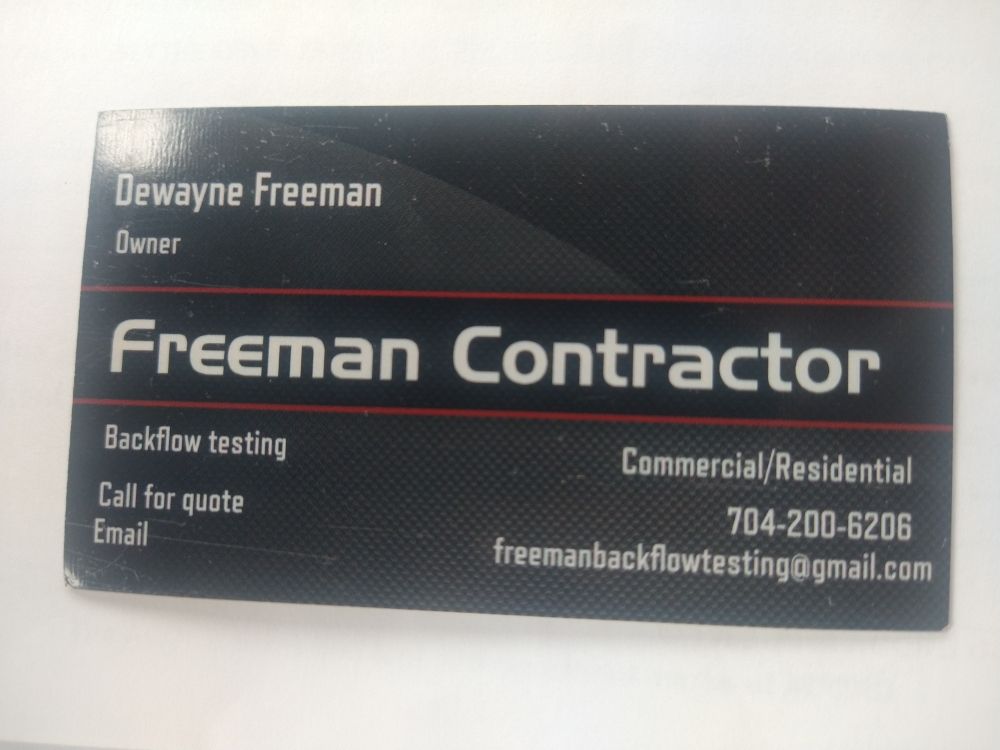 Dewayne Freeman
Owner
Freeman Contractor
Backflow testing
Commercial/Residential
Call for quote
704-200-6206
Email
freemanbackflowtesting@gmail.com